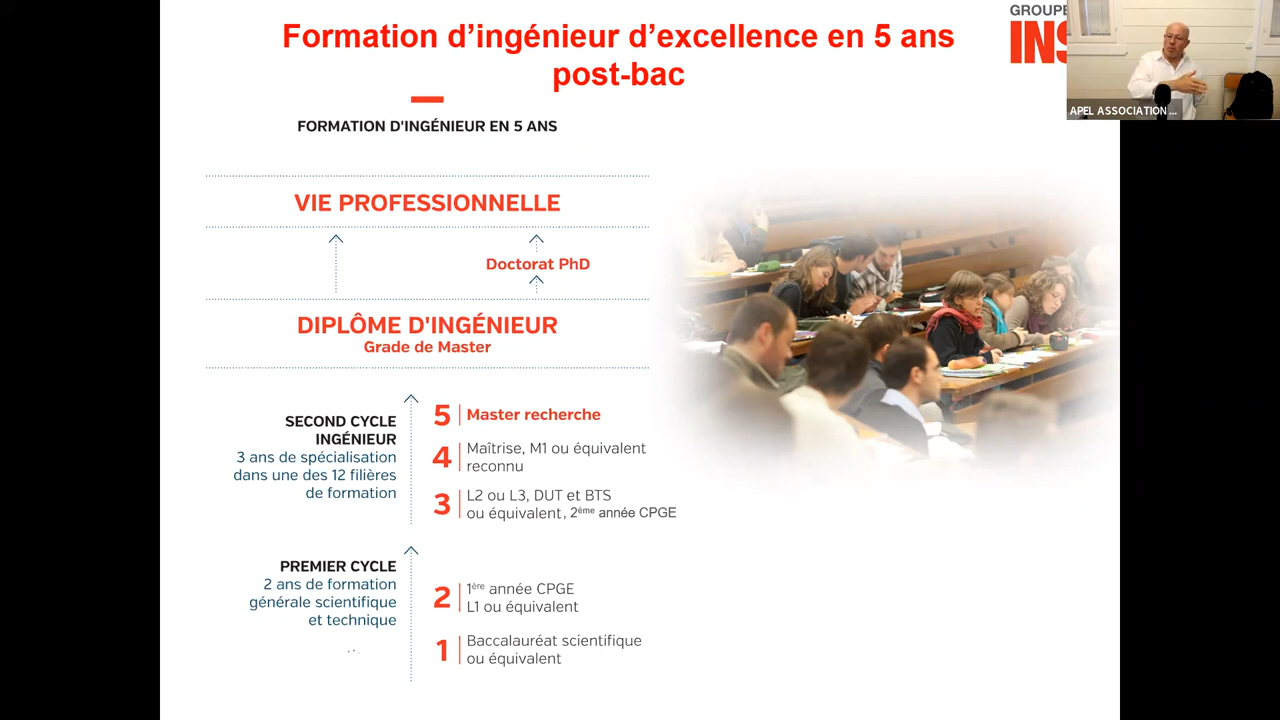 Formation d’ingénieur d’excellence en 5 ans
post-bac
GROUPE
INS
APEL ASSOCIATION ...
FORMATION D'INGÉNIEUR EN 5 ANS
VIE PROFESSIONNELLE
Doctorat PhD
DIPLÔME D'INGÉNIEUR
Grade de Master
SECOND CYCLE
INGÉNIEUR
3 ans de spécialisation
dans une des 12 filières
de formation
5 Master recherche
4 Maîtrise, M1 ou équivalent
reconnu
3 L2 ou L3, DUT et BTS
ou équivalent, 2ème année CPGE
PREMIER CYCLE
2 ans de formation
générale scientifique
et technique
2 1ère année CPGE
L1 ou équivalent
1 Baccalauréat scientifique
ou équivalent